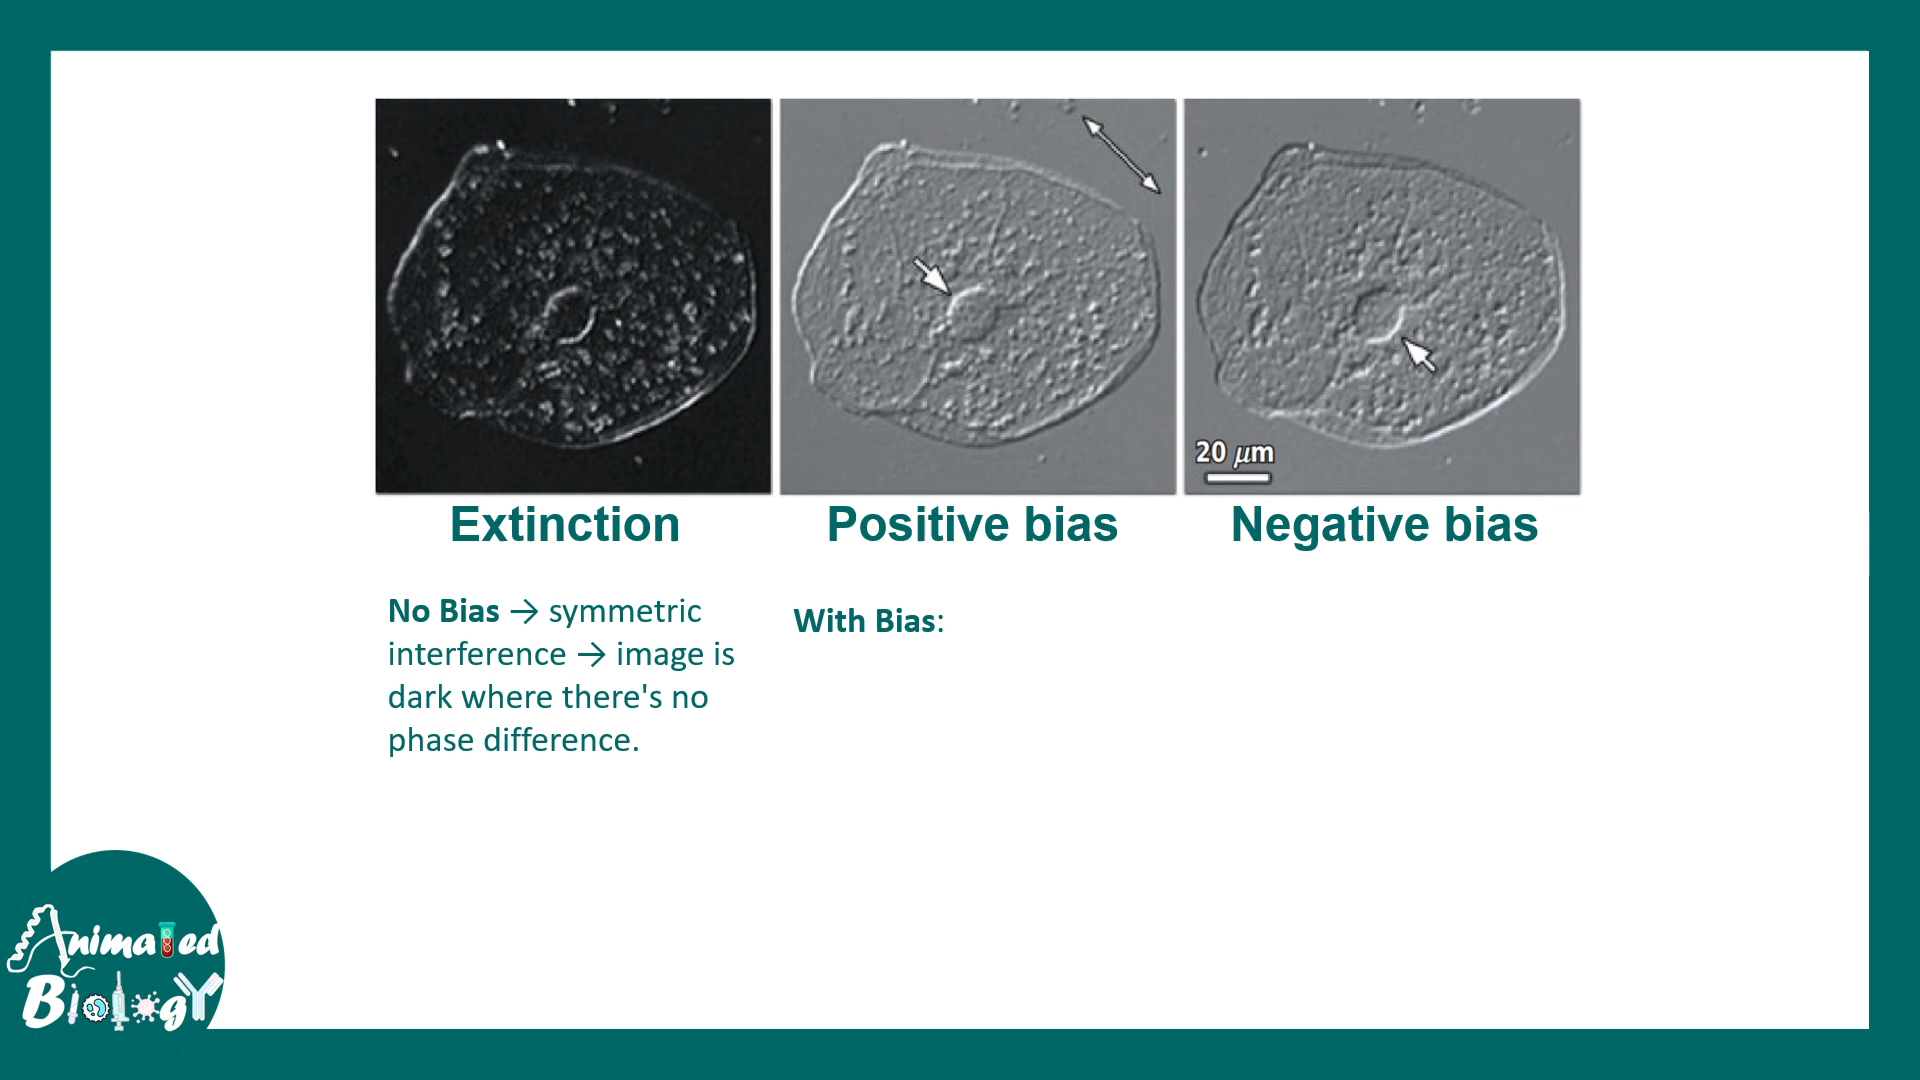 20 μm
Extinction
Positive bias
Negative bias
No Bias → symmetric
interference → image is
dark where there's no
phase difference.
With Bias:
Animated
Biology